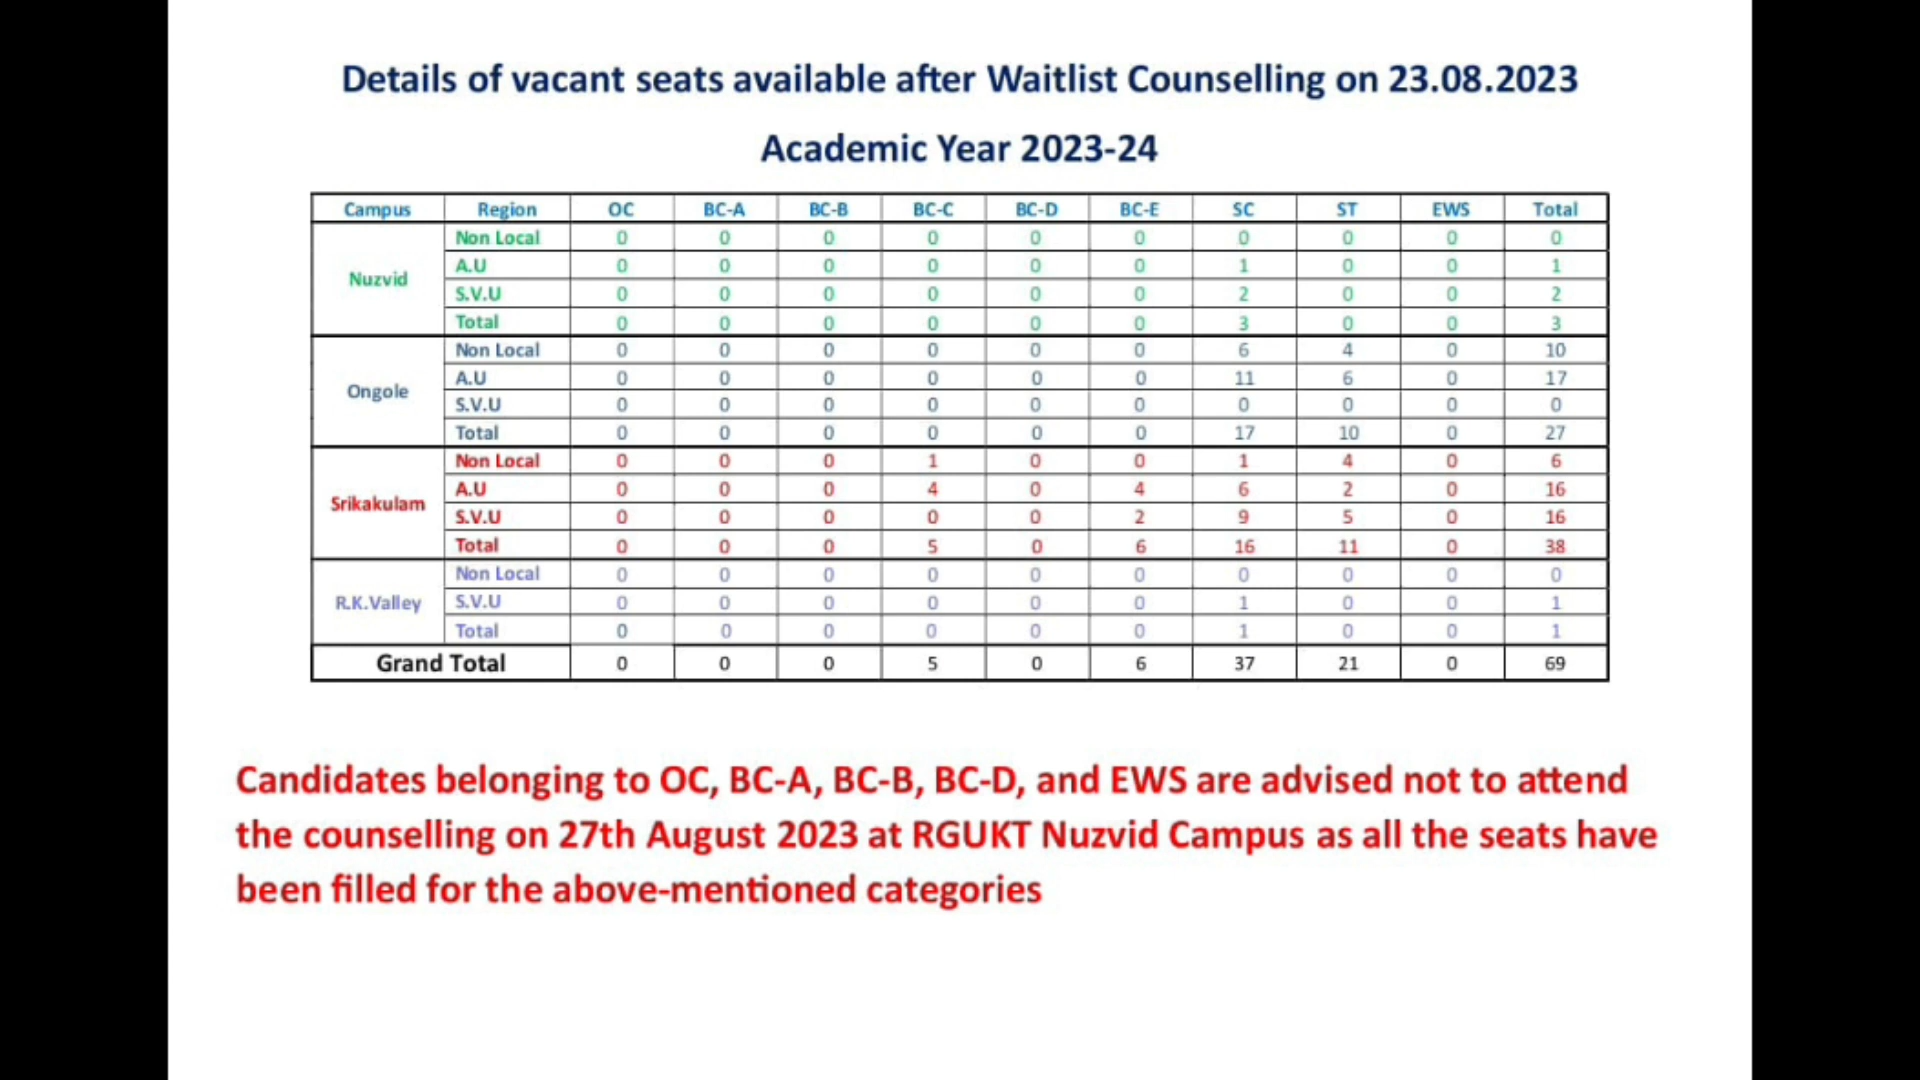 Details of vacant seats available after Waitlist Counselling on 23.08.2023
Academic Year 2023-24
Campus Region OC BC-A BC-B BC-C BC-D BC-E SC ST EWS Total
Nuzvid
Non Local 0 0 0 0 0 0 0 0 0 0
A.U 0 0 0 0 0 0 1 0 0 1
S.V.U 0 0 0 0 0 0 2 0 0 2
Total 0 0 0 0 0 0 3 0 0 3
Ongole
Non Local 0 0 0 0 0 0 6 4 0 10
A.U 0 0 0 0 0 0 11 6 0 17
S.V.U 0 0 0 0 0 0 0 0 0 0
Total 0 0 0 0 0 0 17 10 0 27
Srikakulam
Non Local 0 0 0 1 0 0 1 4 0 6
A.U 0 0 0 4 0 4 6 2 0 16
S.V.U 0 0 0 0 0 2 9 5 0 16
Total 0 0 0 5 0 6 16 11 0 38
R.K.Valley
Non Local 0 0 0 0 0 0 0 0 0 0
S.V.U 0 0 0 0 0 0 1 0 0 1
Total 0 0 0 0 0 0 1 0 0 1
Grand Total 0 0 0 5 0 6 37 21 0 69
Candidates belonging to OC, BC-A, BC-B, BC-D, and EWS are advised not to attend
the counselling on 27th August 2023 at RGUKT Nuzvid Campus as all the seats have
been filled for the above-mentioned categories